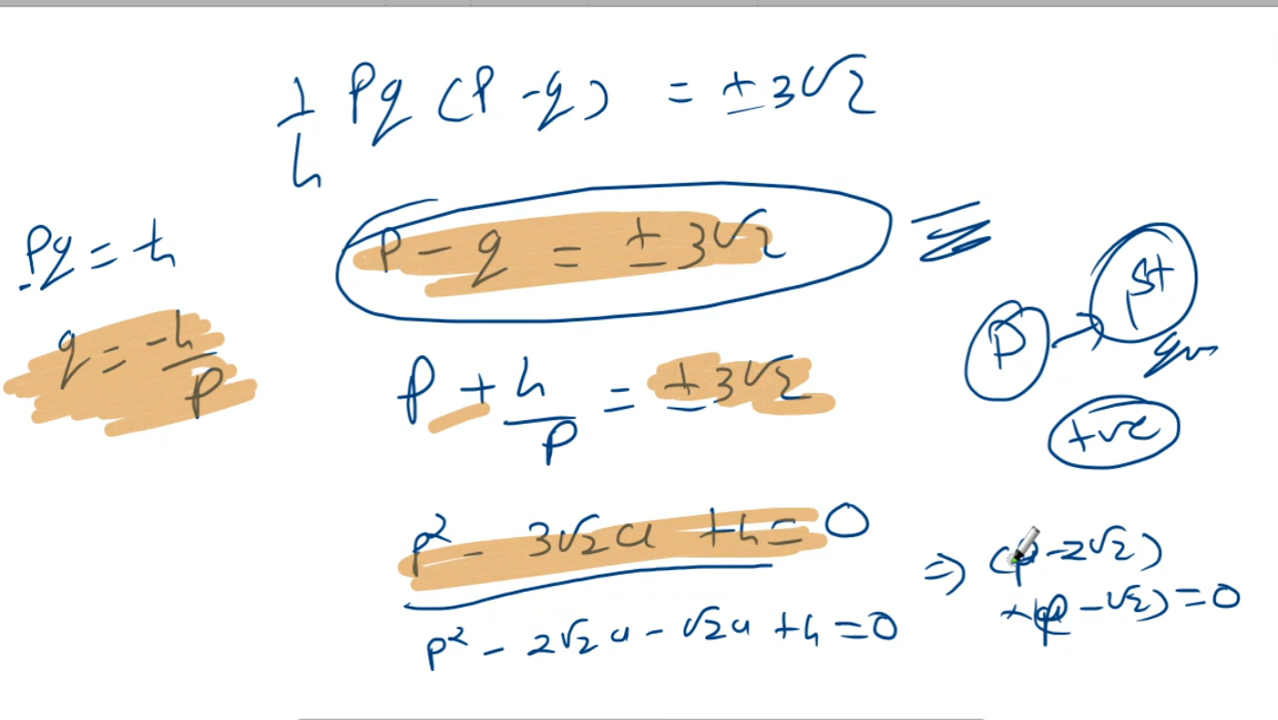 1/4 pq (p - q) = ±3√2
p - q = ±3√2
pq = 4
q = -4/p
p + 4/p = ±3√2
P →
+ve
p² - 3√2 a + 4 = 0
p² - 2√2 a - √2 a + 4 = 0
⇒ (p - 2√2)
(p - √2) = 0